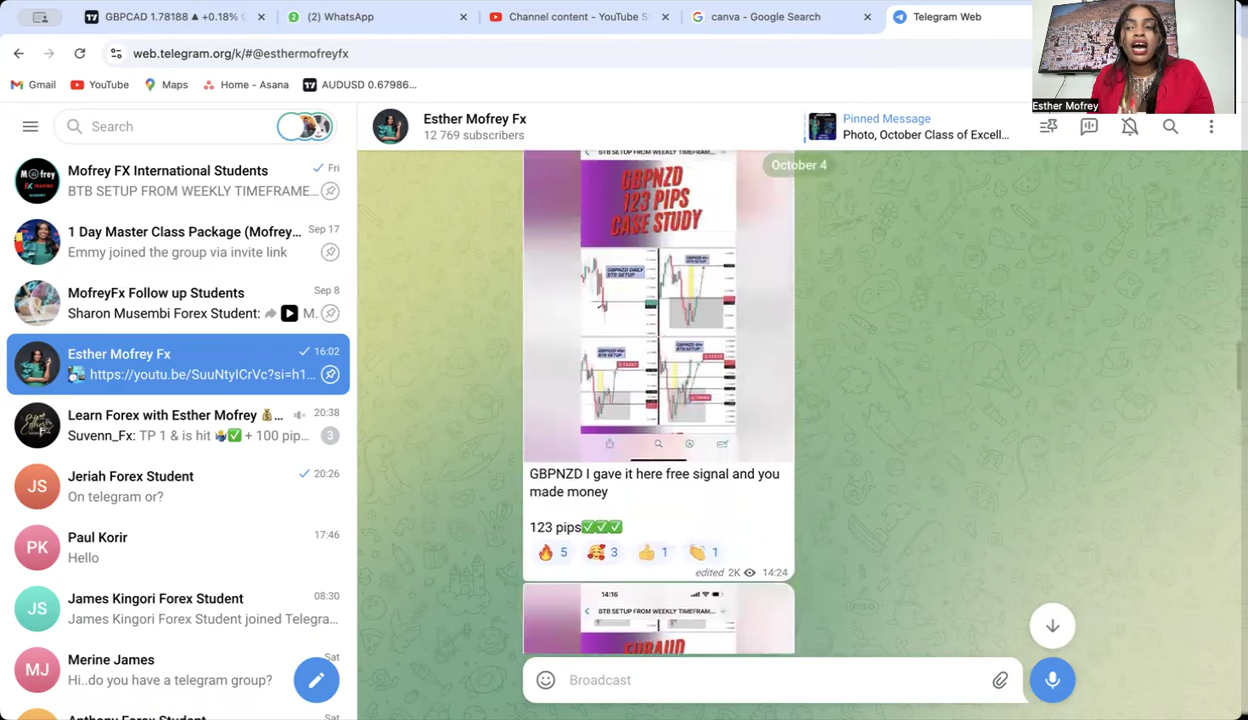 GBPCAD 1.78188 ▲ +0.18%
(2) WhatsApp
Channel content - YouTube S
canva - Google Search
Telegram Web
web.telegram.org/k/#@esthermofreyfx
Gmail
YouTube
Maps
Home - Asana
AUDUSD 0.67986...
Esther Mofrey
Search
Esther Mofrey Fx
12 769 subscribers
Pinned Message
Photo, October Class of Excell...
Mofrey FX International Students
Fri
BTB SETUP FROM WEEKLY TIMEFRAME...
1 Day Master Class Package (Mofrey...
Sep 17
Emmy joined the group via invite link
MofreyFx Follow up Students
Sep 8
Sharon Musembi Forex Student: M.
Esther Mofrey Fx
16:02
https://youtu.be/SuuNtyICrVc?si=h1...
Learn Forex with Esther Mofrey 💰...
20:38
Suvenn_Fx: TP 1 & is hit 🤹✅ + 100 pip...
3
JS
Jeriah Forex Student
20:26
On telegram or?
PK
Paul Korir
17:46
Hello
JS
James Kingori Forex Student
08:30
James Kingori Forex Student joined Telegra...
MJ
Merine James
Sat
Hi..do you have a telegram group?
Anthony Forex Student
Sat
October 4
BTB SETUP FROM WEEKLY TIMEFRAM...
GBPNZD
123 PIPS
CASE STUDY
GBPNZD DAILY
BTB SETUP
GBPNZD I gave it here free signal and you
made money
123 pips✅✅✅
🔥 5 🥰 3 👍 1 👏 1
edited 2K 14:24
14:16
BTB SETUP FROM WEEKLY TIMEFRAM...
EURAUD
Broadcast